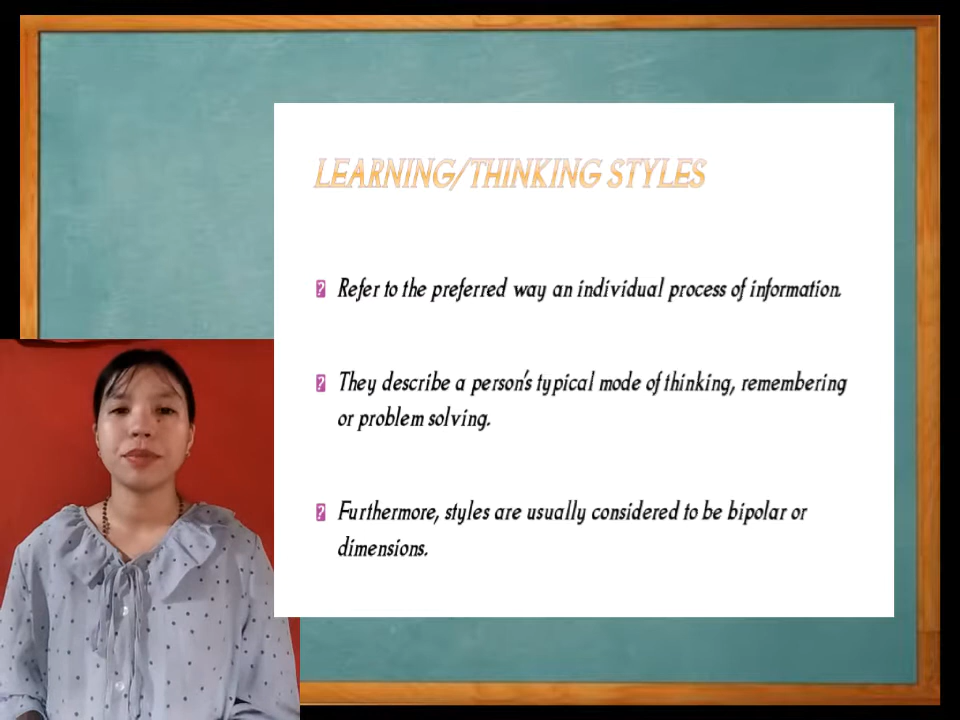 LEARNING/THINKING STYLES
Refer to the preferred way an individual process of information.
They describe a person's typical mode of thinking, remembering
or problem solving.
Furthermore, styles are usually considered to be bipolar or
dimensions.